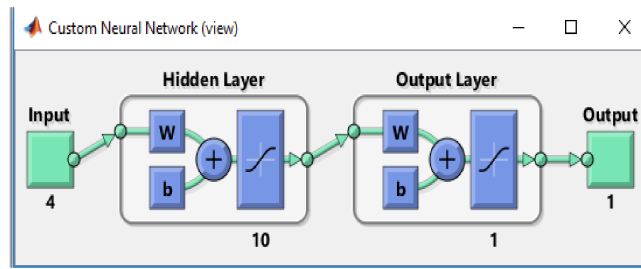 Custom Neural Network (view)
Hidden Layer
Output Layer
Input
Output
W
W
b
b
4
10
1
1